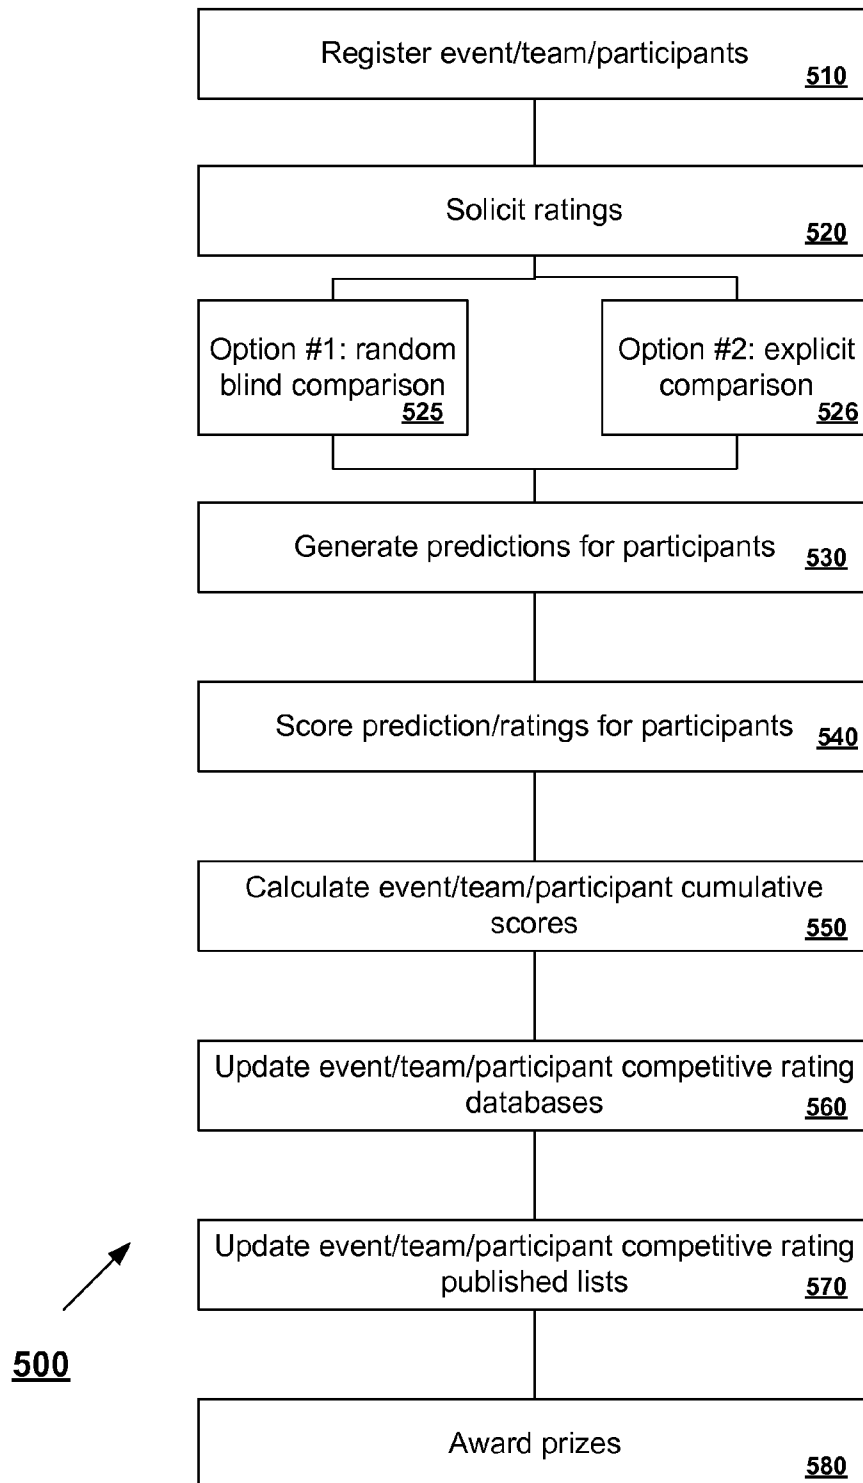 Register event/team/participants
510
Solicit ratings
520
Option #1: random
blind comparison
525
Option #2: explicit
comparison
526
Generate predictions for participants
530
Score prediction/ratings for participants
540
Calculate event/team/participant cumulative
scores
550
Update event/team/participant competitive rating
databases
560
Update event/team/participant competitive rating
published lists
570
500
Award prizes
580